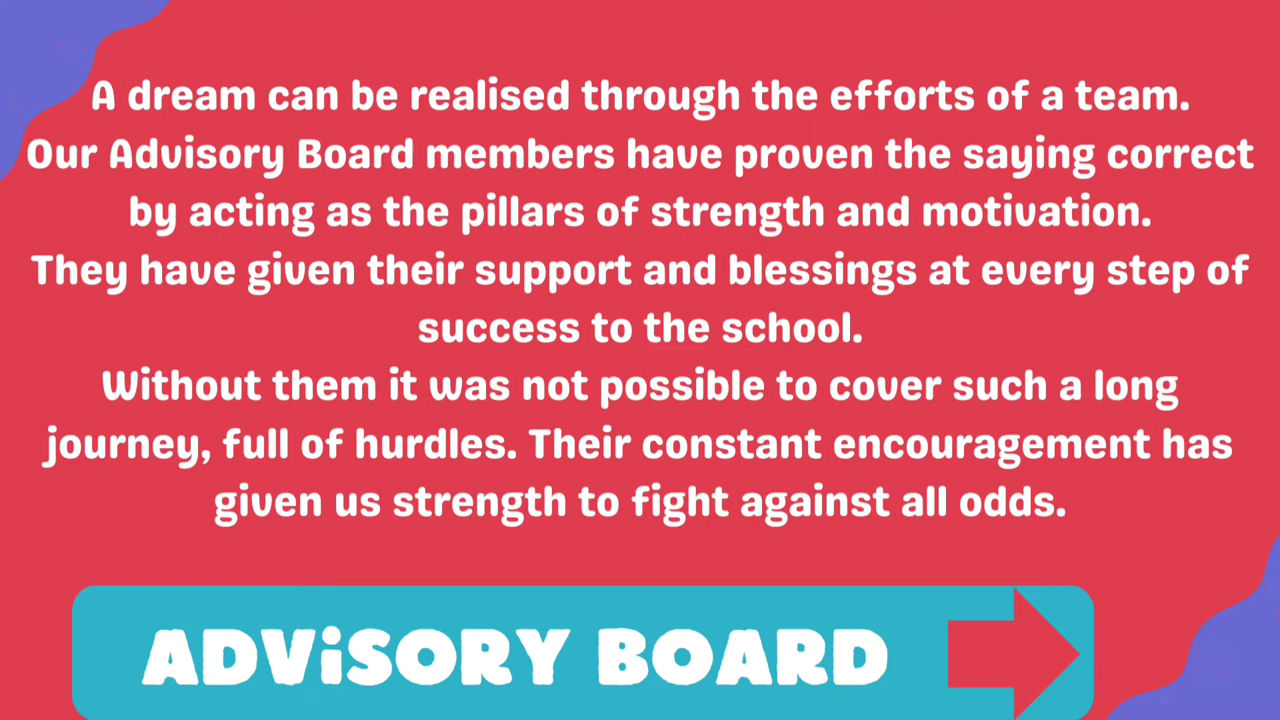 A dream can be realised through the efforts of a team.
Our Advisory Board members have proven the saying correct
by acting as the pillars of strength and motivation.
They have given their support and blessings at every step of
success to the school.
Without them it was not possible to cover such a long
journey, full of hurdles. Their constant encouragement has
given us strength to fight against all odds.
ADViSORY BOARD